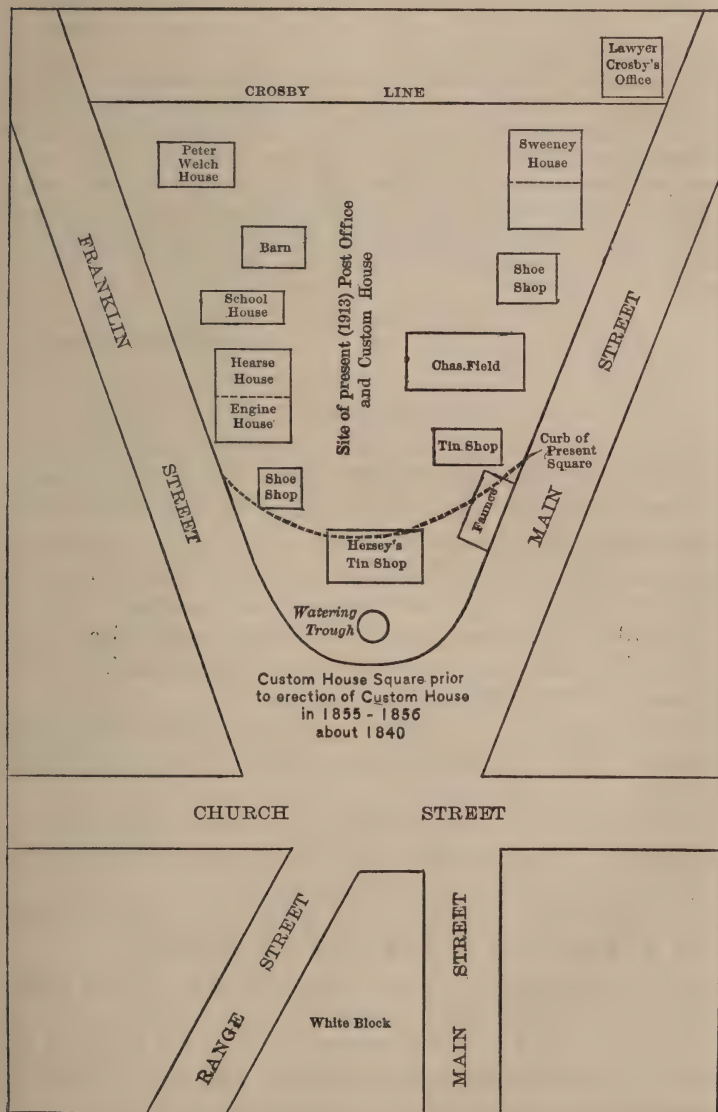 Lawyer
Crosby's
Office
CROSBY LINE
Peter
Welch
House
Sweeney
House
Barn
Shoe
Shop
School
House
FRANKLIN
STREET
Hearse
House
Engine
House
Site of present (1913) Post Office
and Custom House
Chas. Field
STREET
MAIN
Tin Shop
Curb of
Present
Square
Shoe
Shop
Faunce
Hersey's
Tin Shop
Watering
Trough
Custom House Square prior
to erection of Custom House
in 1855 - 1856
about 1840
CHURCH STREET
RANGE STREET
White Block
MAIN STREET